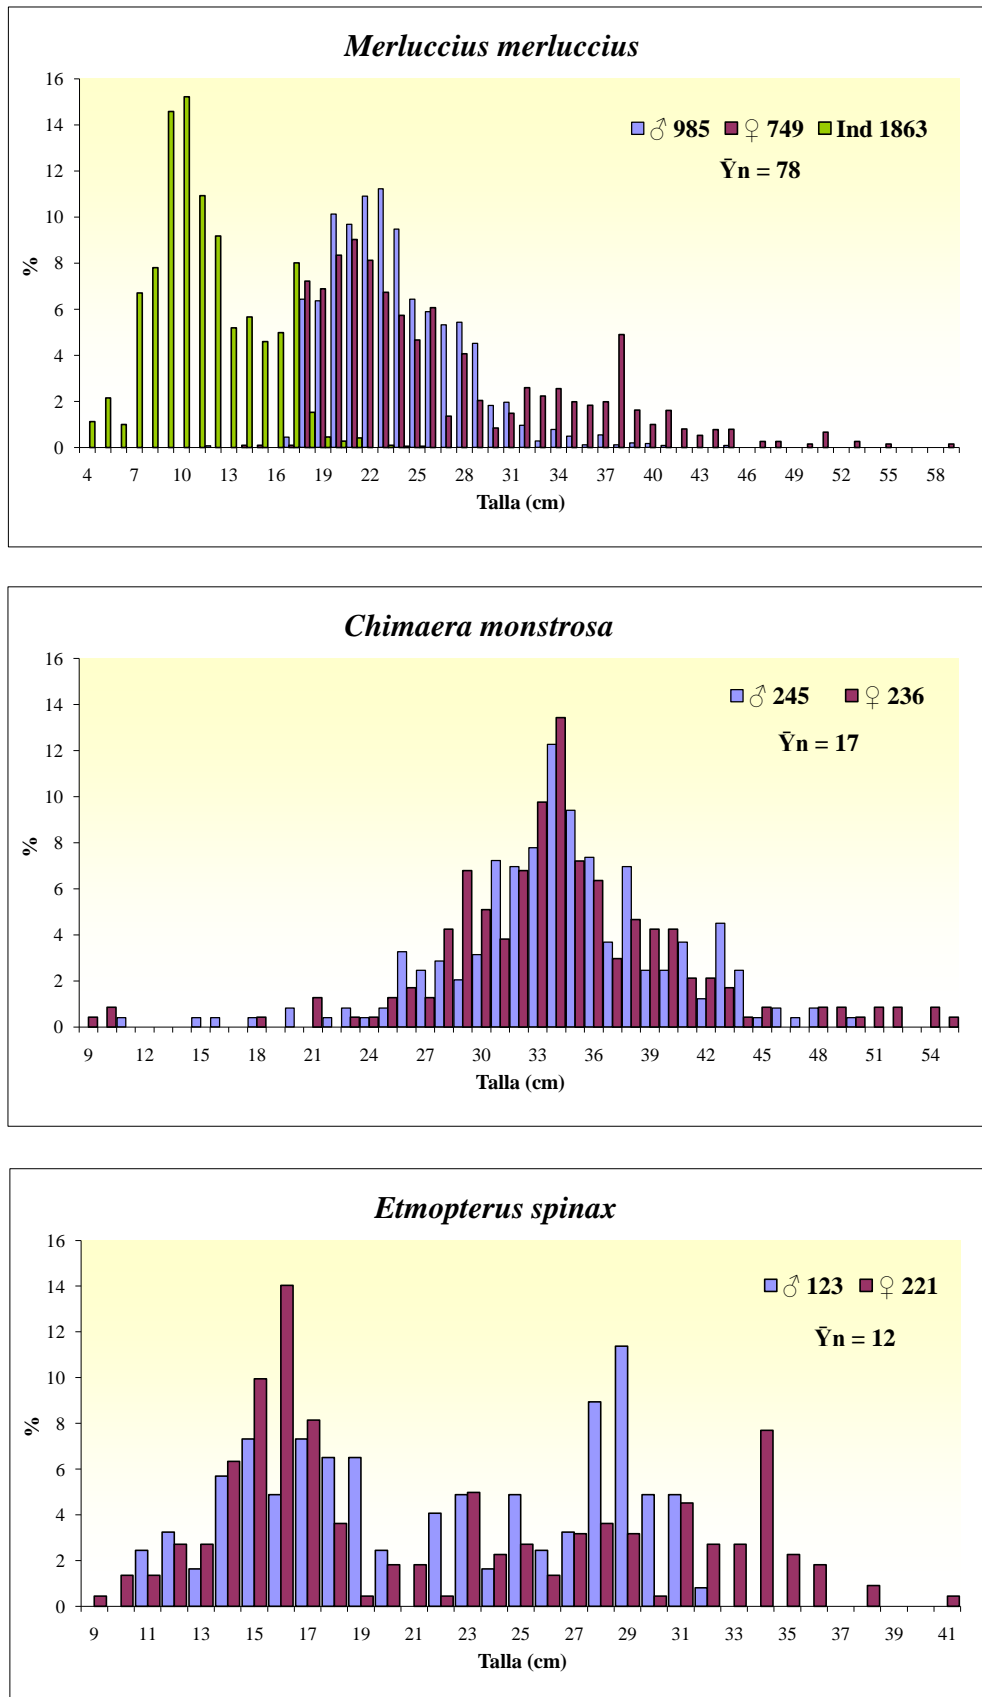 Merluccius merluccius
16
14
12
10
8
6
4
2
0
%
♂ 985 ♀ 749 Ind 1863
Ȳn = 78
4 7 10 13 16 19 22 25 28 31 34 37 40 43 46 49 52 55 58
Talla (cm)
Chimaera monstrosa
16
14
12
10
8
6
4
2
0
%
♂ 245 ♀ 236
Ȳn = 17
9 12 15 18 21 24 27 30 33 36 39 42 45 48 51 54
Talla (cm)
Etmopterus spinax
16
14
12
10
8
6
4
2
0
%
♂ 123 ♀ 221
Ȳn = 12
9 11 13 15 17 19 21 23 25 27 29 31 33 35 37 39 41
Talla (cm)